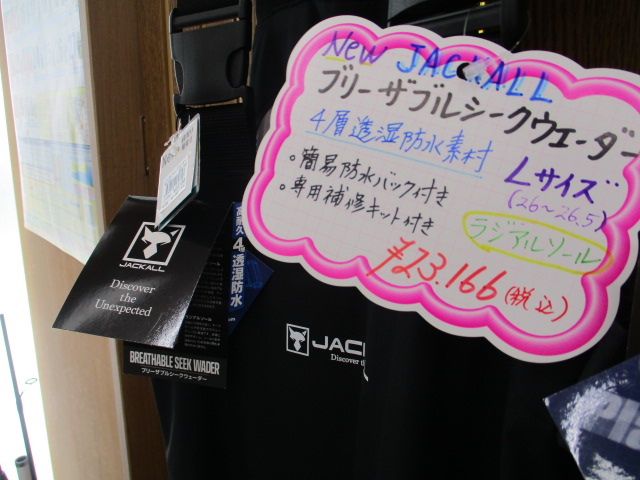 New JACKALL
ブリーザブルシークウェーダー
4層透湿防水素材
。簡易防水バック付き
。専用補修キット付き
Lサイズ
(26〜26.5)
ラジアルソール
¥23.166(税込)
JACKALL
Discover
the
Unexpected
4層透湿防水
BREATHABLE SEEK WADER
ブリーザブルシークウェーダー
JACKALL
Discover the